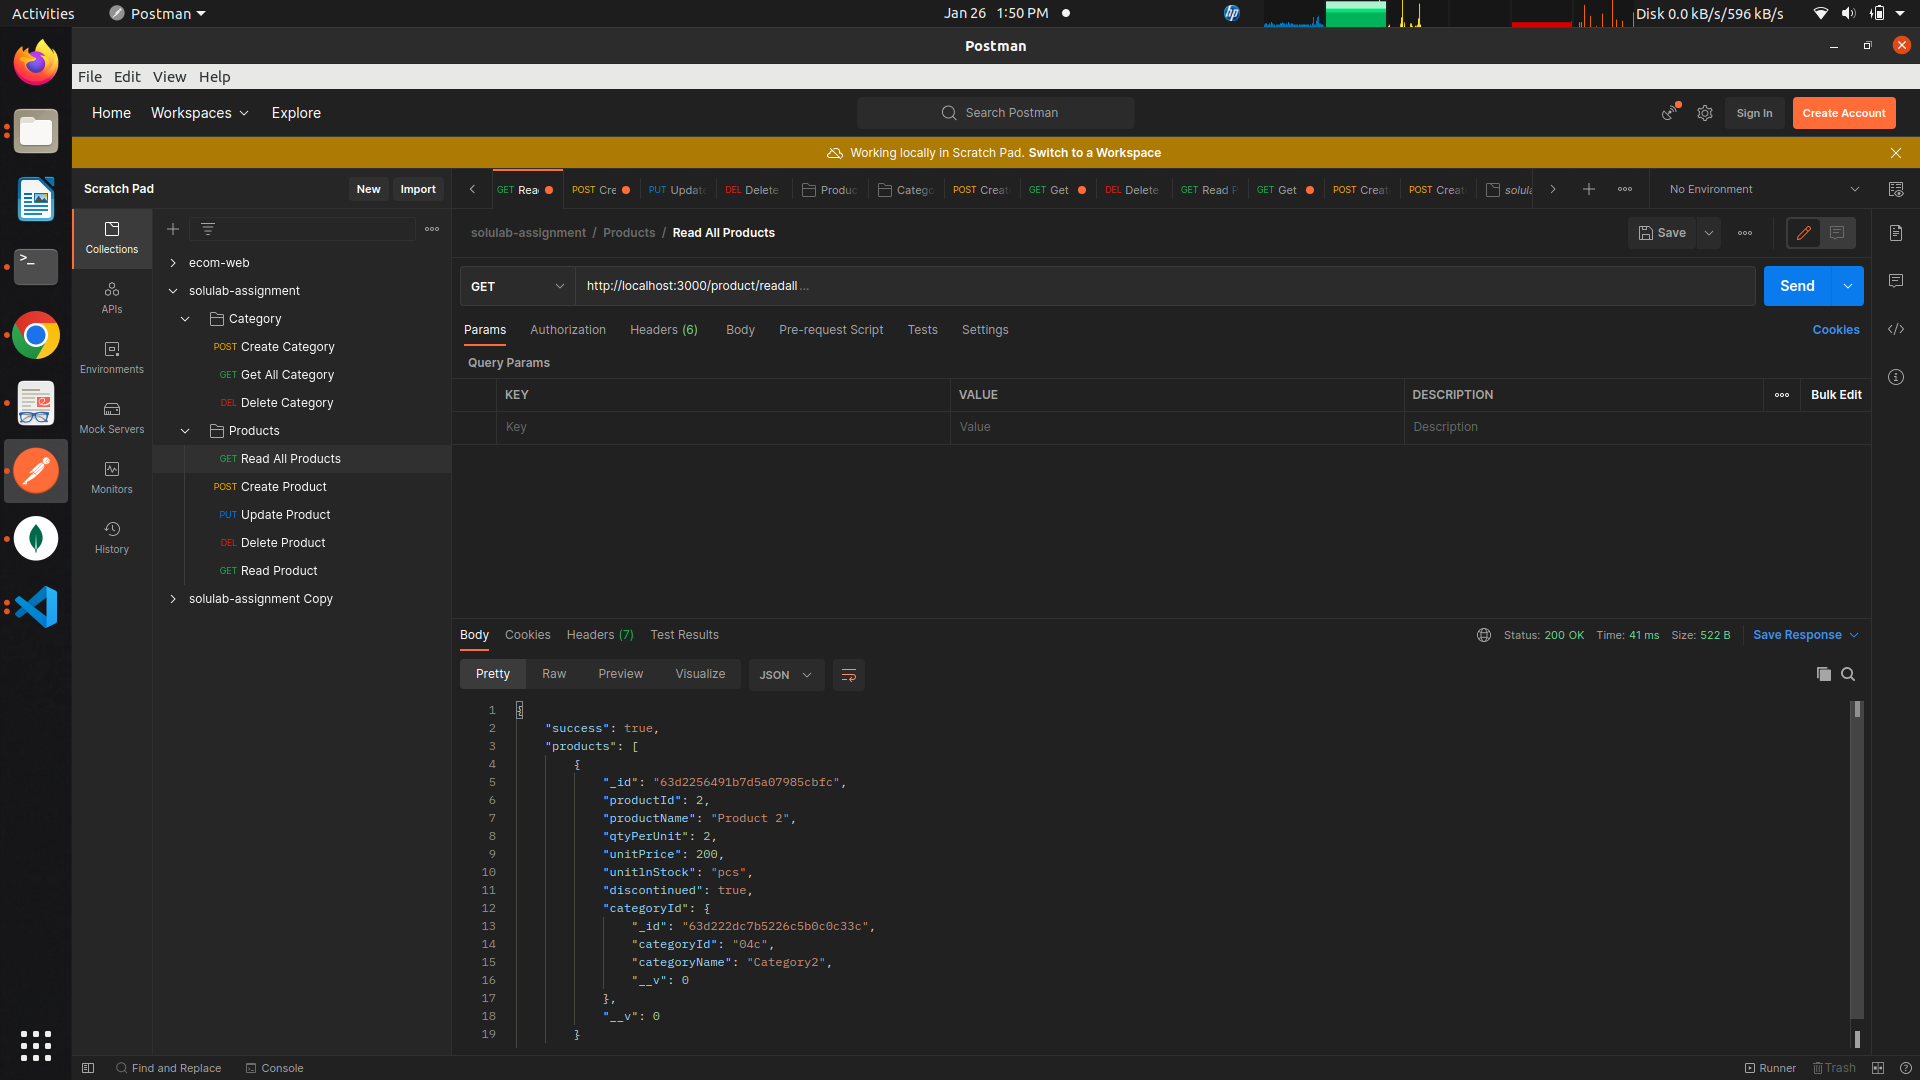 Activities
Postman
Jan 26 1:50 PM
hp
Disk 0.0 kB/s/596 kB/s
Postman
File Edit View Help
Home Workspaces Explore
Search Postman
Sign In
Create Account
Working locally in Scratch Pad. Switch to a Workspace
Scratch Pad
New
Import
GET Rea
POST Cre
PUT Update
DEL Delete
Produc
Catego
POST Creat
GET Get
DEL Delete
GET Read P
GET Get
POST Creat
POST Creat
solula
No Environment
Collections
APIs
Environments
Mock Servers
Monitors
History
ecom-web
solulab-assignment
Category
POST Create Category
GET Get All Category
DEL Delete Category
Products
GET Read All Products
POST Create Product
PUT Update Product
DEL Delete Product
GET Read Product
solulab-assignment Copy
solulab-assignment / Products / Read All Products
Save
GET
http://localhost:3000/product/readall ...
Send
Params Authorization Headers (6) Body Pre-request Script Tests Settings
Cookies
Query Params
KEY VALUE DESCRIPTION
Bulk Edit
Key Value Description
Body Cookies Headers (7) Test Results
Status: 200 OK Time: 41 ms Size: 522 B
Save Response
Pretty Raw Preview Visualize
JSON
1 {
2 "success": true,
3 "products": [
4 {
5 "_id": "63d2256491b7d5a07985cbfc",
6 "productId": 2,
7 "productName": "Product 2",
8 "qtyPerUnit": 2,
9 "unitPrice": 200,
10 "unitlnStock": "pcs",
11 "discontinued": true,
12 "categoryId": {
13 "_id": "63d222dc7b5226c5b0c0c33c",
14 "categoryId": "04c",
15 "categoryName": "Category2",
16 "__v": 0
17 },
18 "__v": 0
19 }
Find and Replace
Console
Runner
Trash